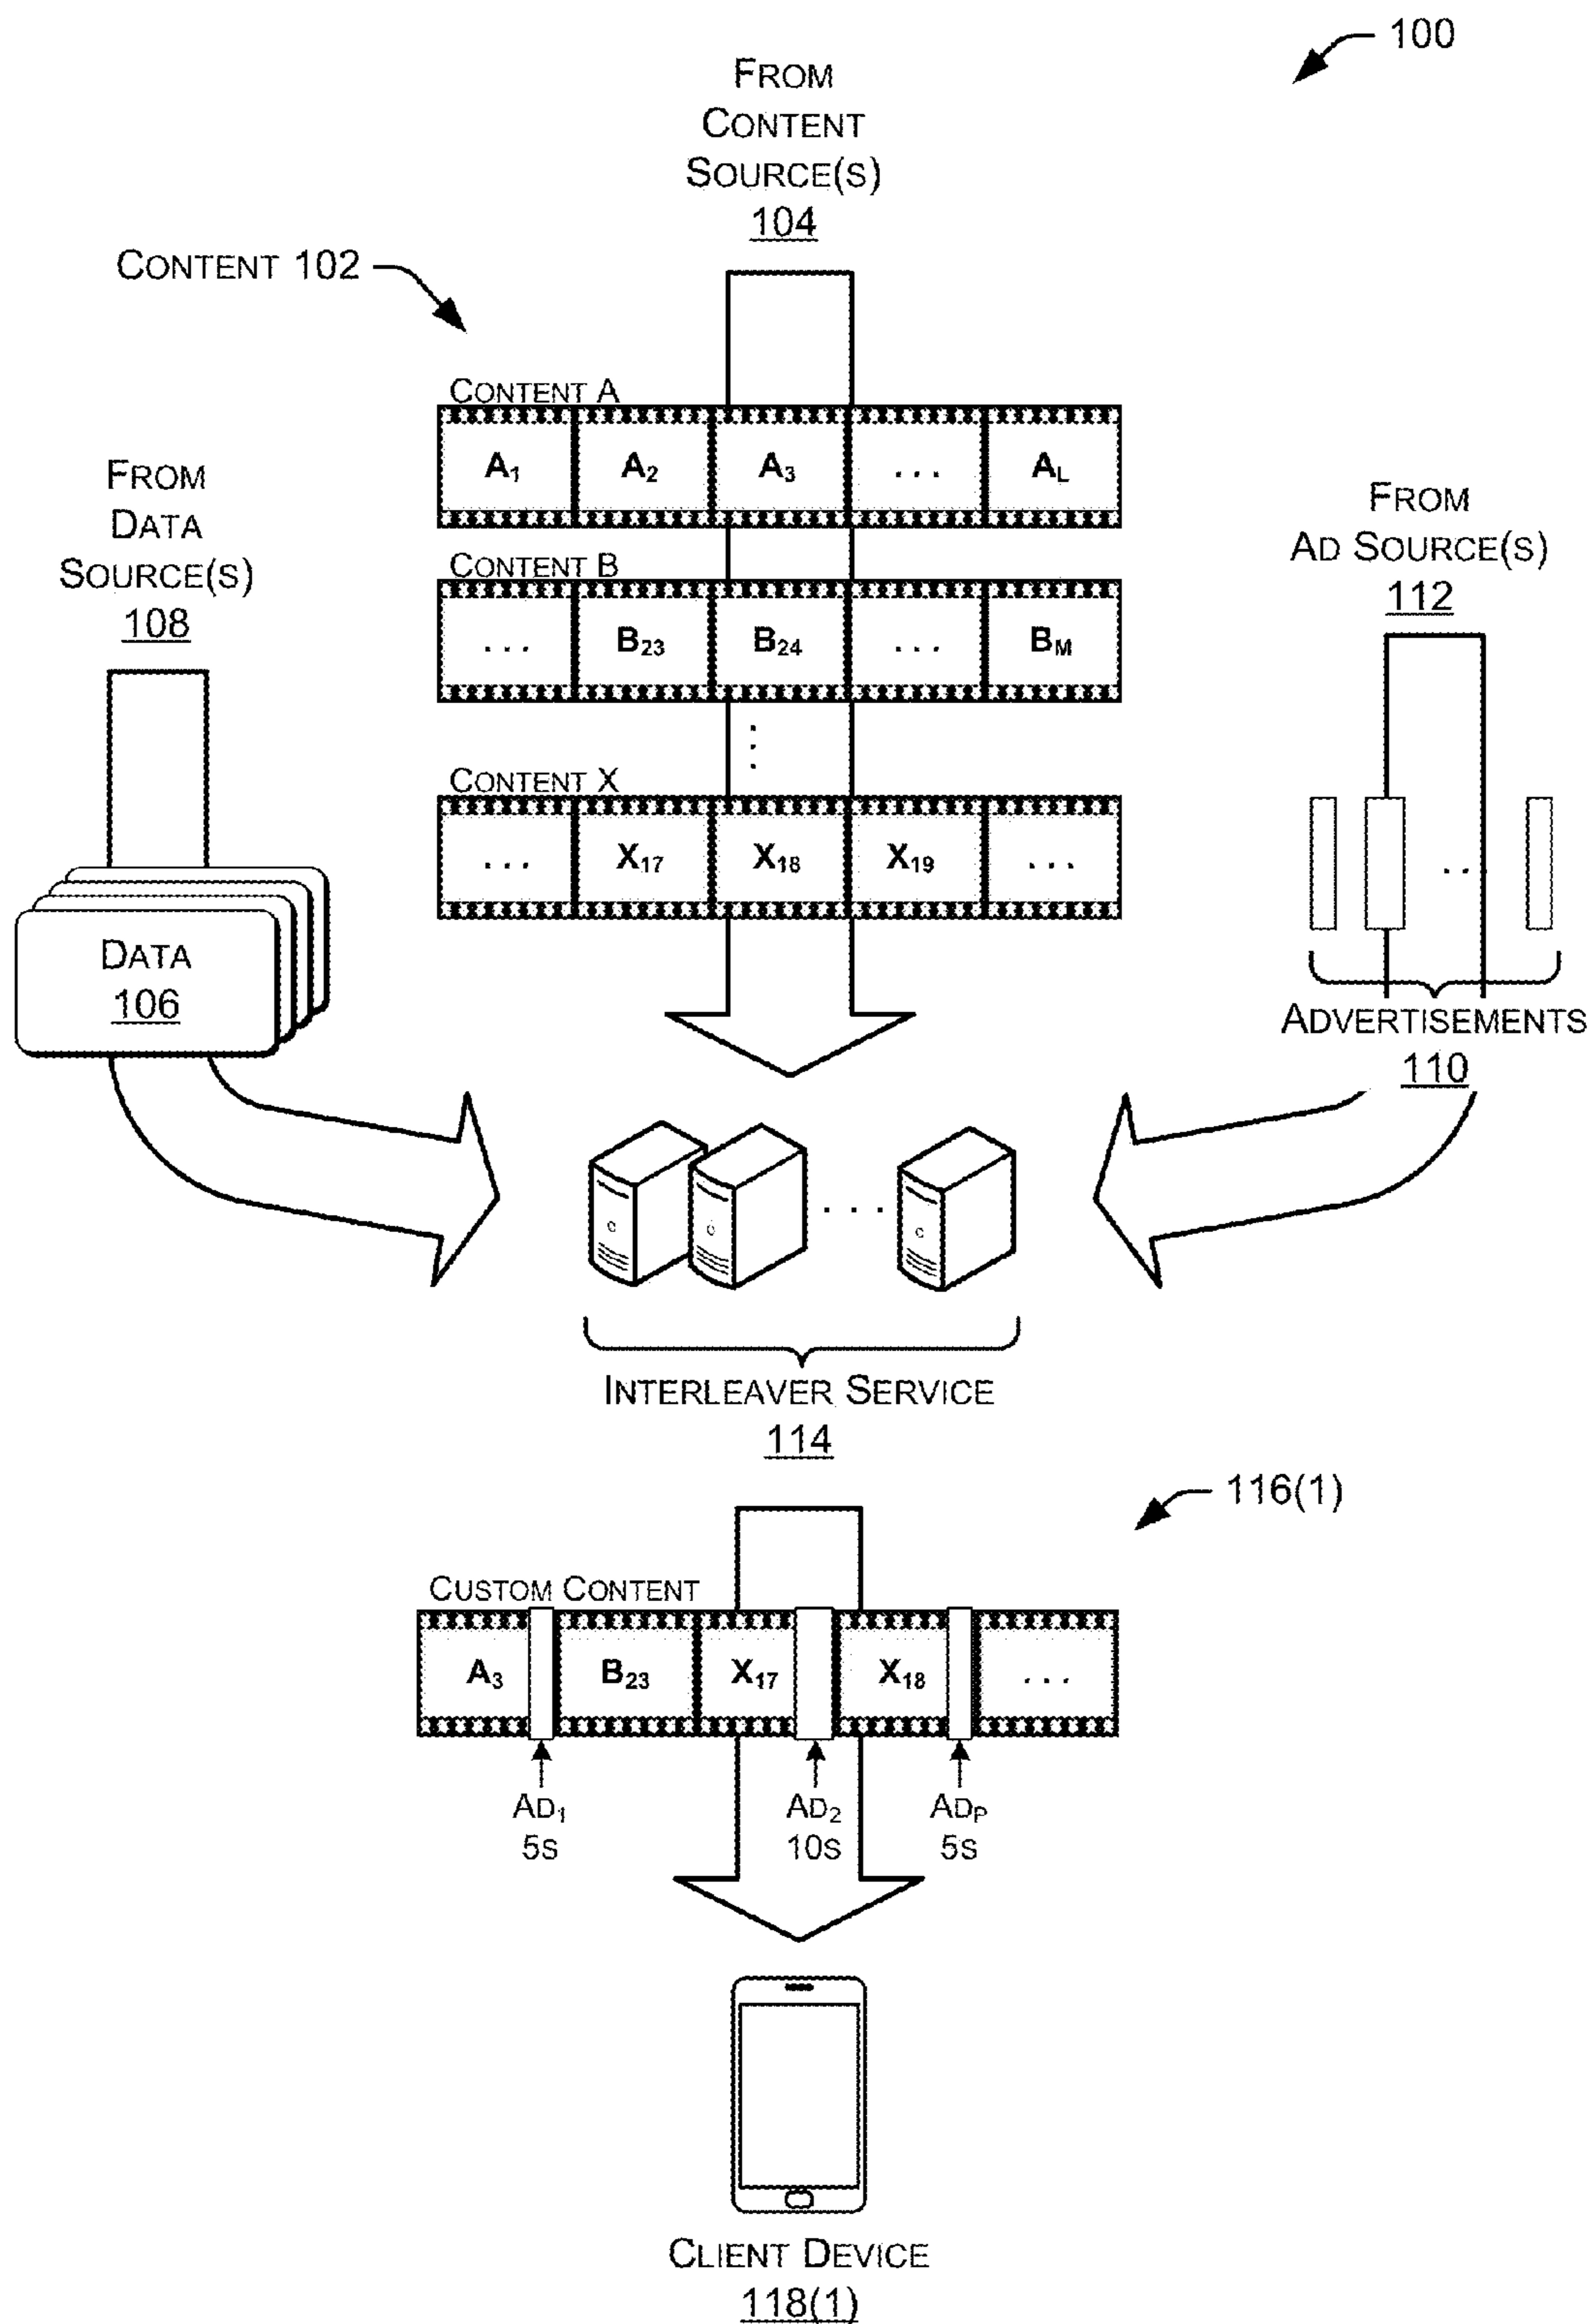 100
FROM
CONTENT
SOURCE(S)
104
CONTENT 102
CONTENT A
A1 A2 A3 ... AL
FROM
DATA
SOURCE(S)
108
FROM
AD SOURCE(S)
112
CONTENT B
... B23 B24 ... BM
⋮
CONTENT X
... X17 X18 X19 ...
...
DATA
106
ADVERTISEMENTS
110
...
INTERLEAVER SERVICE
114
116(1)
CUSTOM CONTENT
A3 B23 X17 X18 ...
AD1 AD2 ADP
5S 10S 5S
CLIENT DEVICE
118(1)